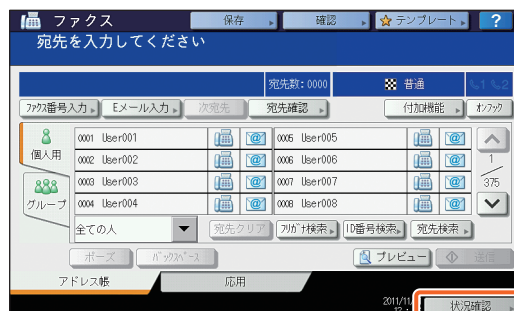 ファクス 保存 確認 テンプレート ?
宛先を入力してください
宛先数:0000 普通 1 2
ファクス番号入力 Eメール入力 次宛先 宛先確認 付加機能 オンフック
個人用
グループ
0001 User001 0005 User005
0002 User002 0006 User006
0003 User003 0007 User007
0004 User004 0008 User008
1
375
全ての人 宛先クリア フリガナ検索 ID番号検索 宛先検索
ポーズ バックスペース プレビュー 送信
アドレス帳 応用
2011/11/
状況確認